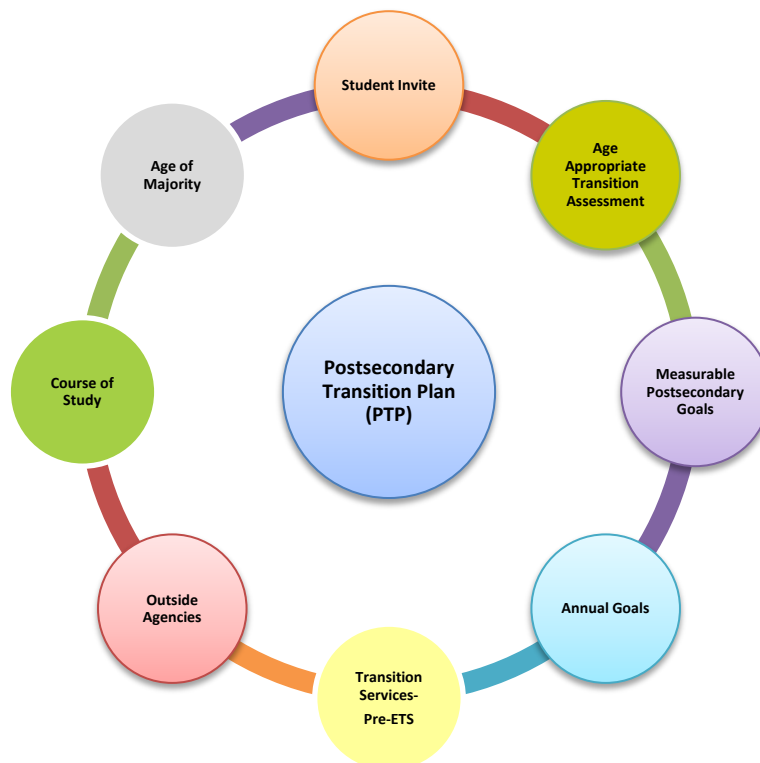 Student Invite
Age
Appropriate
Transition
Assessment
Measurable
Postsecondary
Goals
Annual Goals
Transition
Services-
Pre-ETS
Outside
Agencies
Course of
Study
Age of
Majority
Postsecondary
Transition Plan
(PTP)